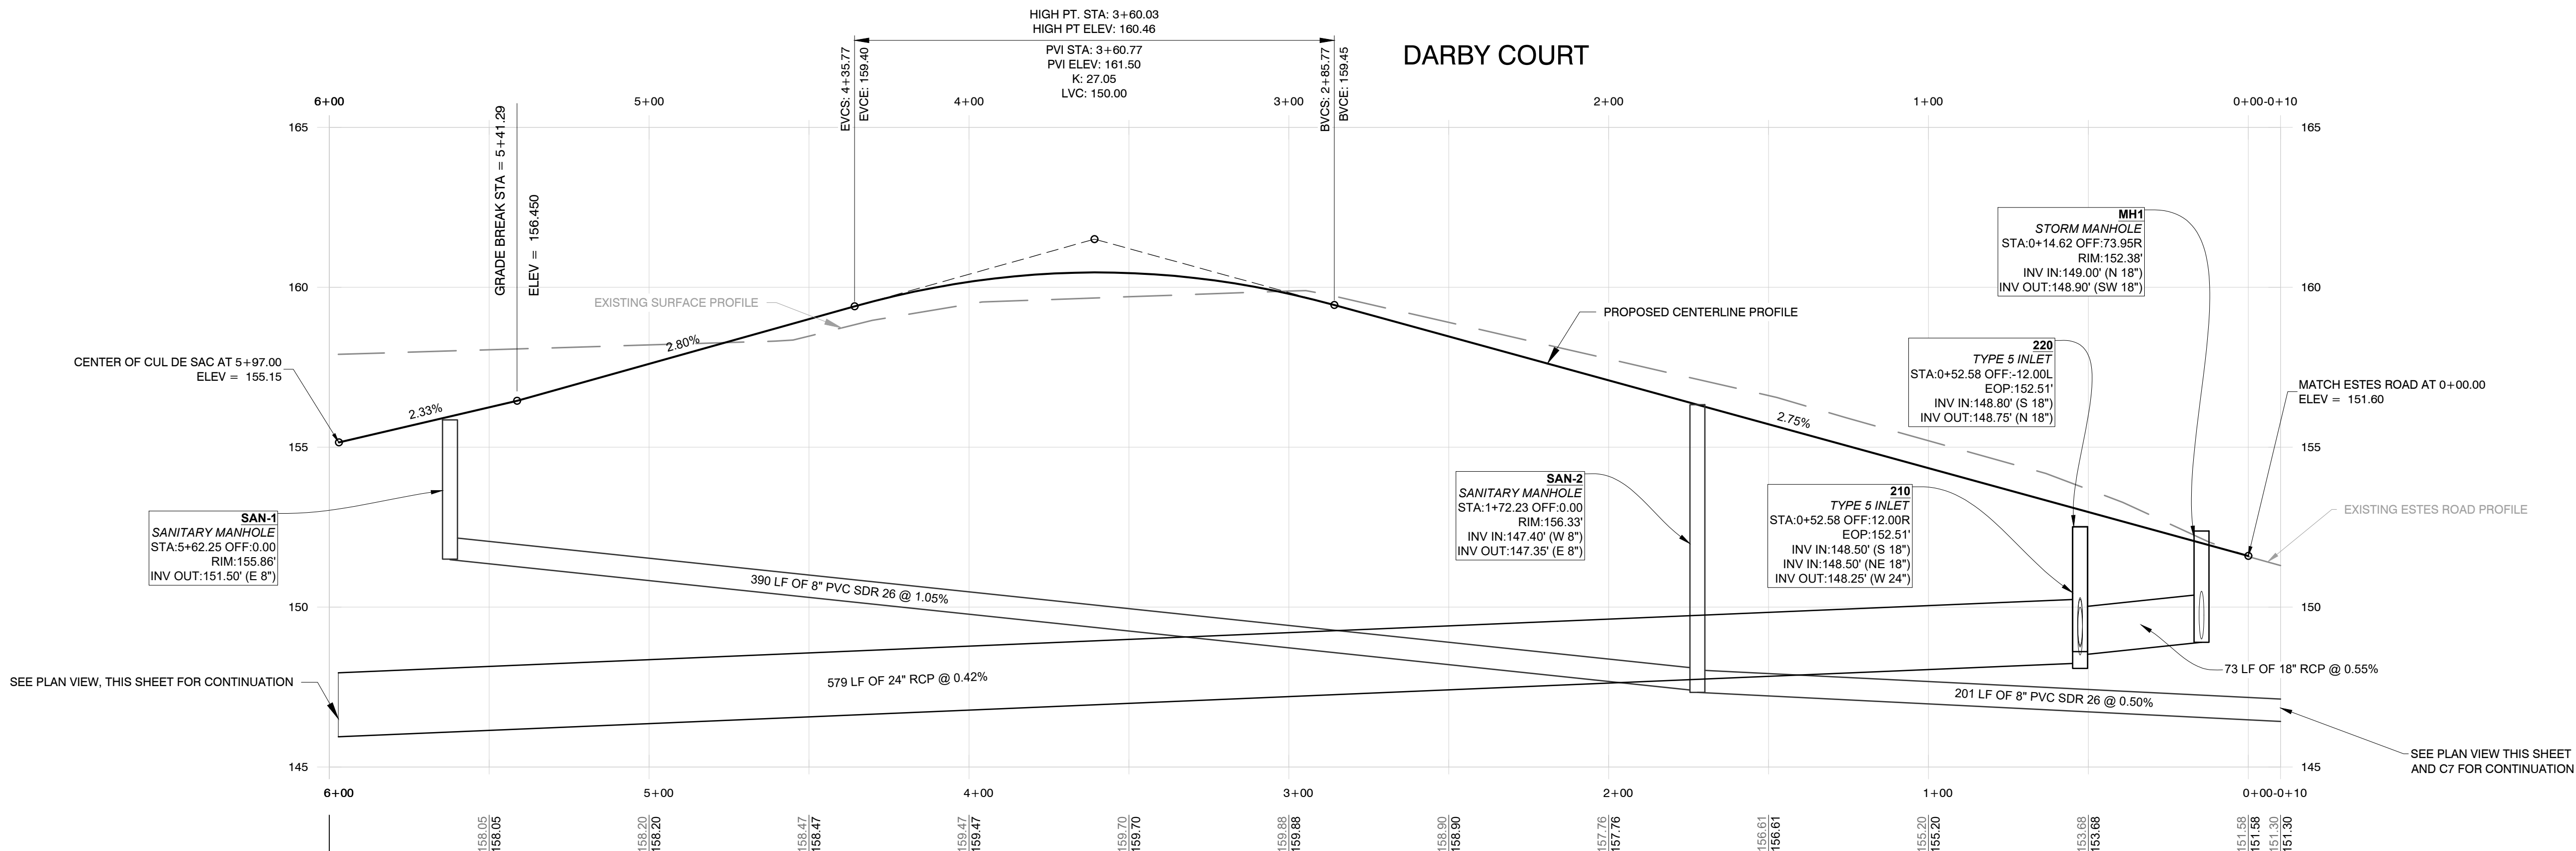 HIGH PT. STA: 3+60.03
HIGH PT ELEV: 160.46
PVI STA: 3+60.77
PVI ELEV: 161.50
K: 27.05
LVC: 150.00
DARBY COURT
EVCS: 4+35.77
EVCE: 159.40
BVCS: 2+85.77
BVCE: 159.45
6+00
5+00
4+00
3+00
2+00
1+00
0+00
-0+10
165
165
GRADE BREAK STA = 5+41.29
ELEV = 156.450
MH1
STORM MANHOLE
STA:0+14.62 OFF:73.95R
RIM:152.38'
INV IN:149.00' (N 18")
INV OUT:148.90' (SW 18")
160
160
EXISTING SURFACE PROFILE
PROPOSED CENTERLINE PROFILE
2.80%
220
TYPE 5 INLET
STA:0+52.58 OFF:-12.00L
EOP:152.51'
INV IN:148.80' (S 18")
INV OUT:148.75' (N 18")
CENTER OF CUL DE SAC AT 5+97.00
ELEV = 155.15
MATCH ESTES ROAD AT 0+00.00
ELEV = 151.60
2.33%
2.75%
155
155
SAN-2
SANITARY MANHOLE
STA:1+72.23 OFF:0.00
RIM:156.33'
INV IN:147.40' (W 8")
INV OUT:147.35' (E 8")
210
TYPE 5 INLET
STA:0+52.58 OFF:12.00R
EOP:152.51'
INV IN:148.50' (S 18")
INV IN:148.50' (NE 18")
INV OUT:148.25' (W 24")
EXISTING ESTES ROAD PROFILE
SAN-1
SANITARY MANHOLE
STA:5+62.25 OFF:0.00
RIM:155.86'
INV OUT:151.50' (E 8")
390 LF OF 8" PVC SDR 26 @ 1.05%
150
150
73 LF OF 18" RCP @ 0.55%
SEE PLAN VIEW, THIS SHEET FOR CONTINUATION
579 LF OF 24" RCP @ 0.42%
201 LF OF 8" PVC SDR 26 @ 0.50%
SEE PLAN VIEW THIS SHEET
AND C7 FOR CONTINUATION
145
145
6+00
5+00
4+00
3+00
2+00
1+00
0+00
-0+10
158.05
158.05
158.20
158.20
158.47
158.47
159.47
159.47
159.70
159.70
159.88
159.88
158.90
158.90
157.76
157.76
156.61
156.61
155.20
155.20
153.68
153.68
151.58
151.58
151.30
151.30